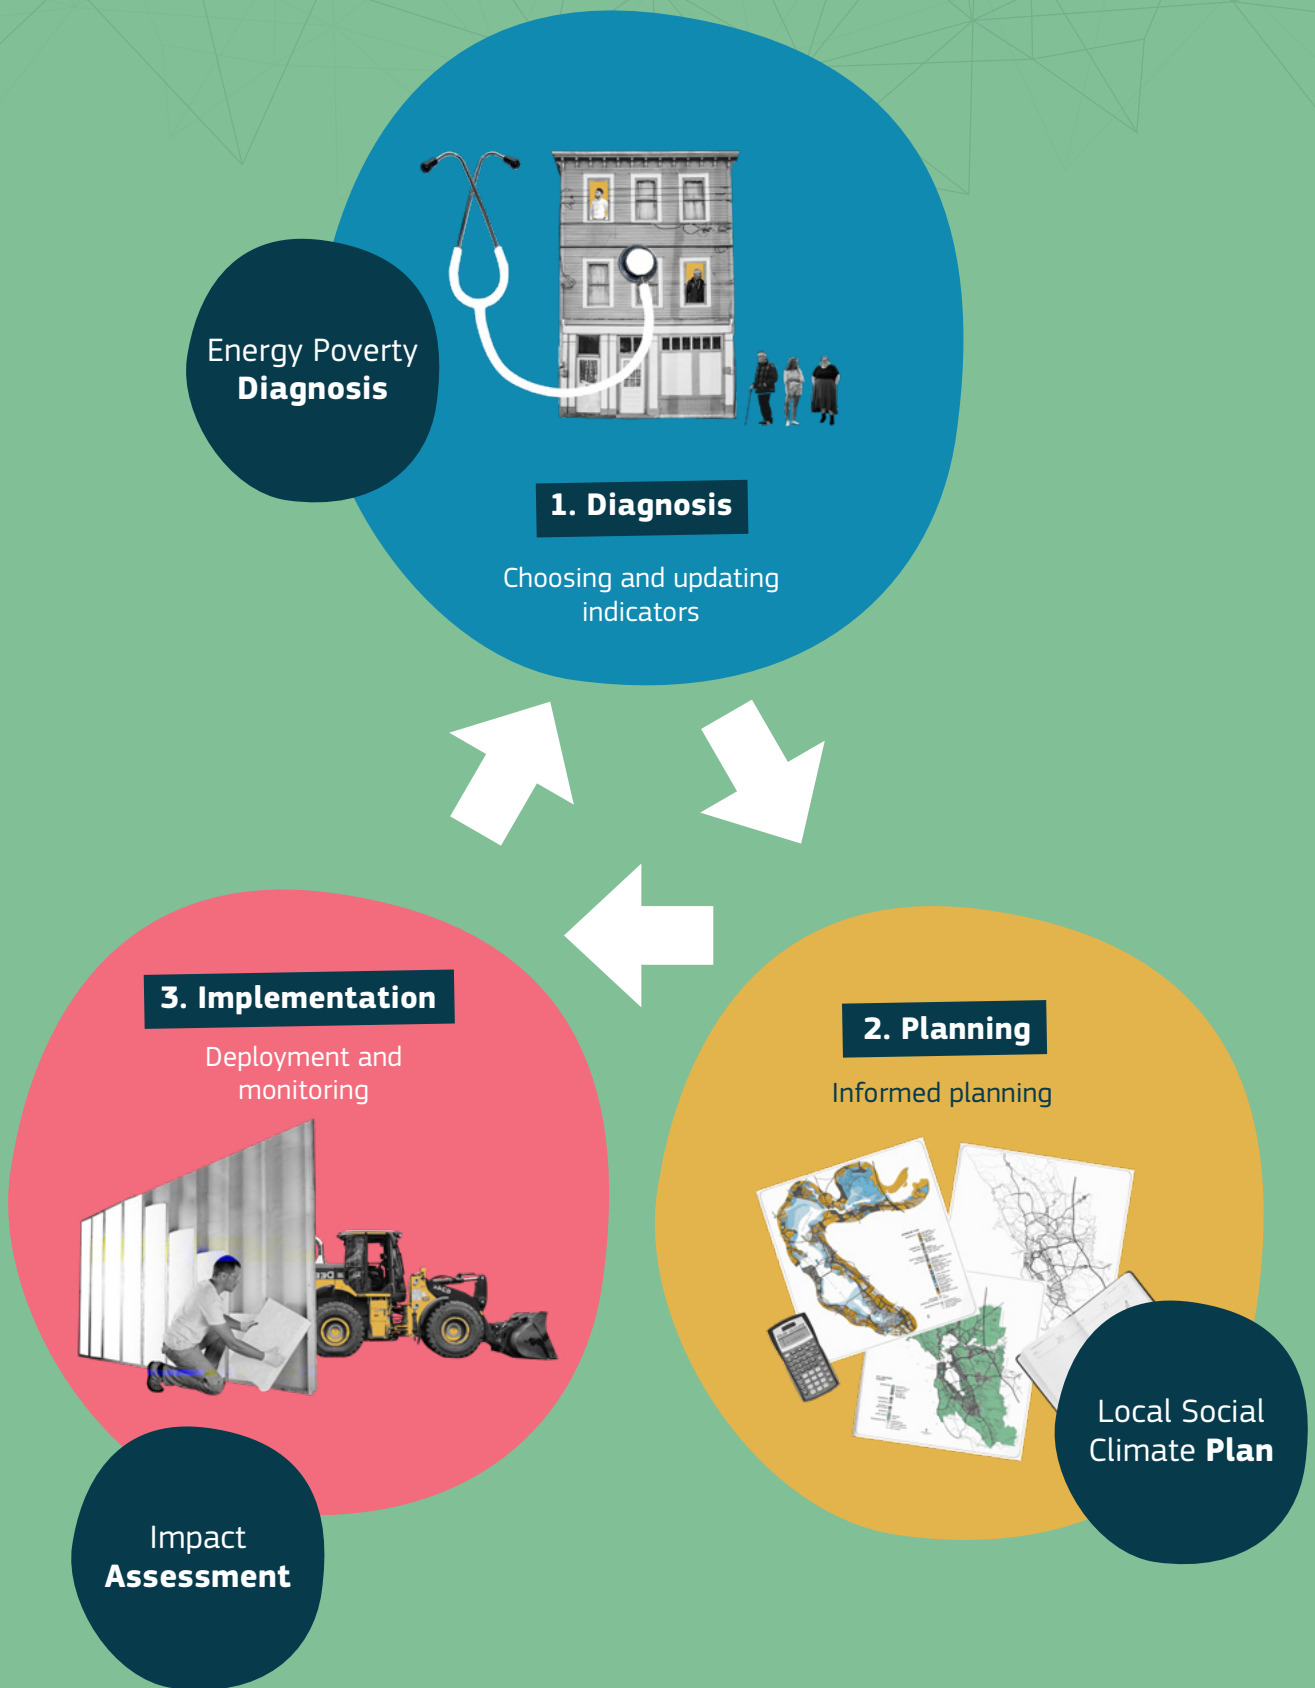 Energy Poverty
Diagnosis
1. Diagnosis
Choosing and updating
indicators
3. Implementation
Deployment and
monitoring
2. Planning
Informed planning
Local Social
Climate Plan
Impact
Assessment